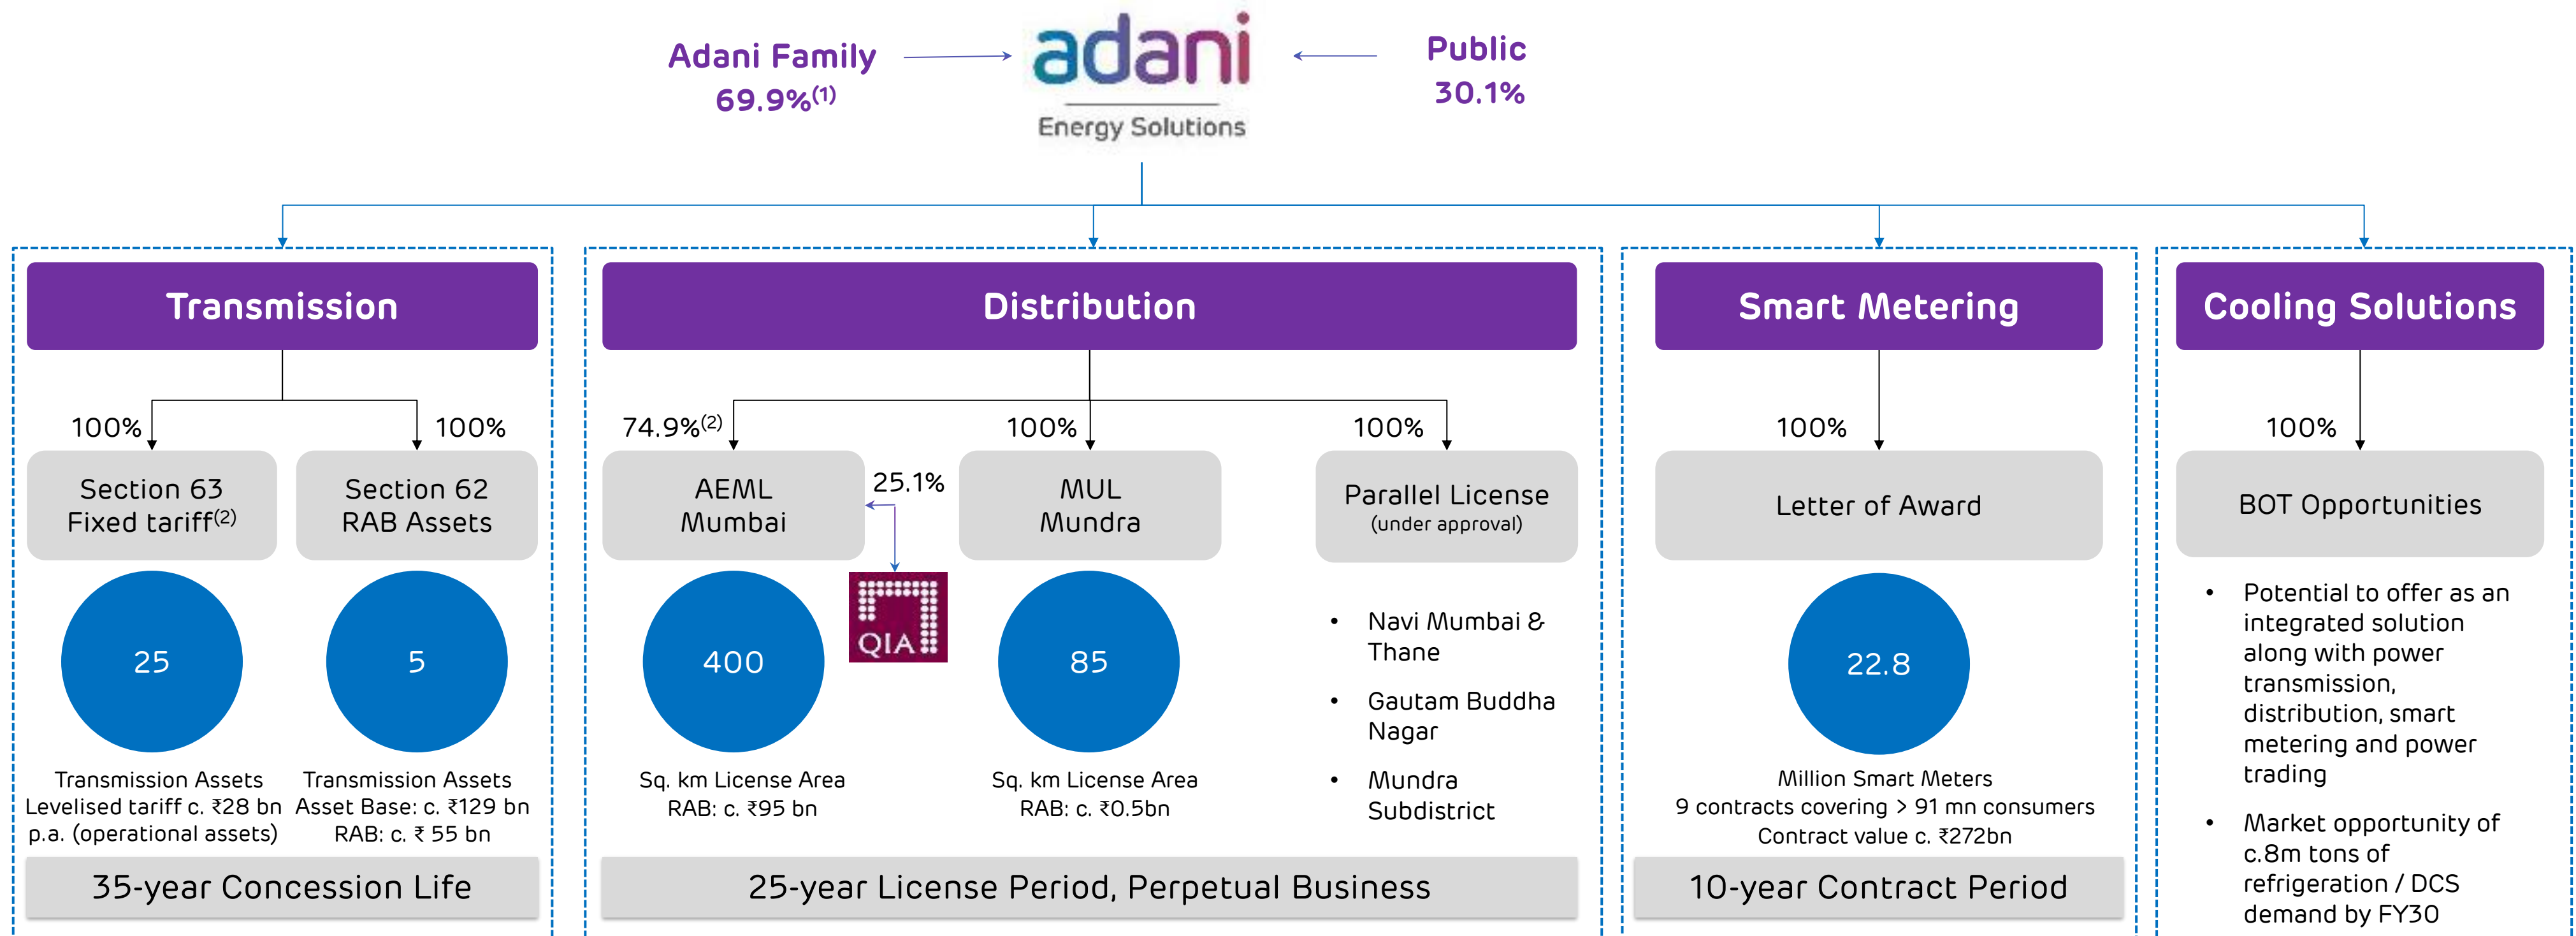 Adani Family
69.9%(1)
adani
Energy Solutions
Public
30.1%
Transmission
100%
100%
Section 63
Fixed tariff(2)
Section 62
RAB Assets
25
5
Transmission Assets
Levelised tariff c. ₹28 bn
p.a. (operational assets)
Transmission Assets
Asset Base: c. ₹129 bn
RAB: c. ₹ 55 bn
35-year Concession Life
Distribution
74.9%(2)
100%
100%
AEML
Mumbai
25.1%
QIA
MUL
Mundra
Parallel License
(under approval)
400
85
Sq. km License Area
RAB: c. ₹95 bn
Sq. km License Area
RAB: c. ₹0.5bn
• Navi Mumbai &
Thane
• Gautam Buddha
Nagar
• Mundra
Subdistrict
25-year License Period, Perpetual Business
Smart Metering
100%
Letter of Award
22.8
Million Smart Meters
9 contracts covering > 91 mn consumers
Contract value c. ₹272bn
10-year Contract Period
Cooling Solutions
100%
BOT Opportunities
• Potential to offer as an
integrated solution
along with power
transmission,
distribution, smart
metering and power
trading
• Market opportunity of
c.8m tons of
refrigeration / DCS
demand by FY30